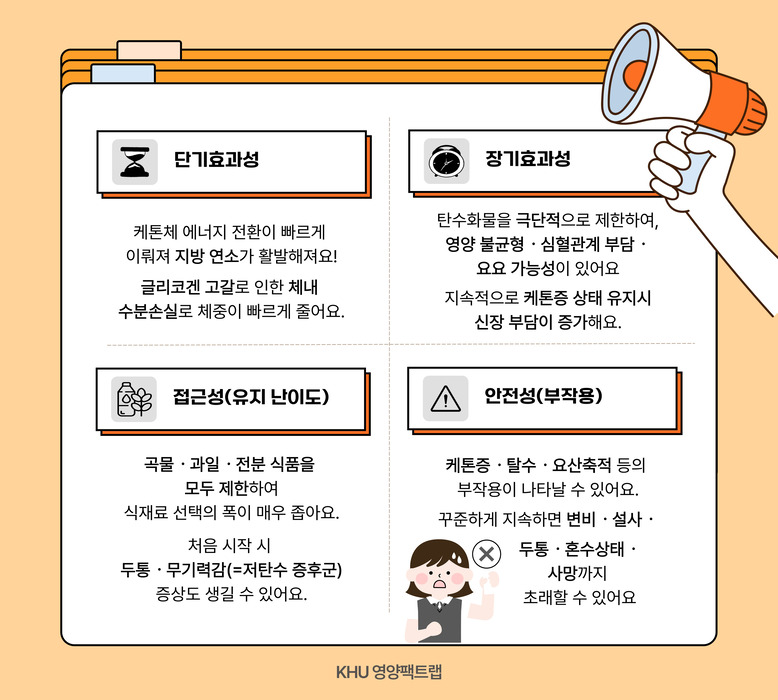 단기효과성
케톤체 에너지 전환이 빠르게
이뤄져 지방 연소가 활발해져요!
글리코겐 고갈로 인한 체내
수분손실로 체중이 빠르게 줄어요.
장기효과성
탄수화물을 극단적으로 제한하여,
영양 불균형 · 심혈관계 부담 ·
요요 가능성이 있어요
지속적으로 케톤증 상태 유지시
신장 부담이 증가해요.
접근성(유지 난이도)
곡물 · 과일 · 전분 식품을
모두 제한하여
식재료 선택의 폭이 매우 좁아요.
처음 시작 시
두통 · 무기력감(=저탄수 증후군)
증상도 생길 수 있어요.
안전성(부작용)
케톤증 · 탈수 · 요산축적 등의
부작용이 나타날 수 있어요.
꾸준하게 지속하면 변비 · 설사 ·
두통 · 혼수상태 ·
사망까지
초래할 수 있어요
KHU 영양팩트랩